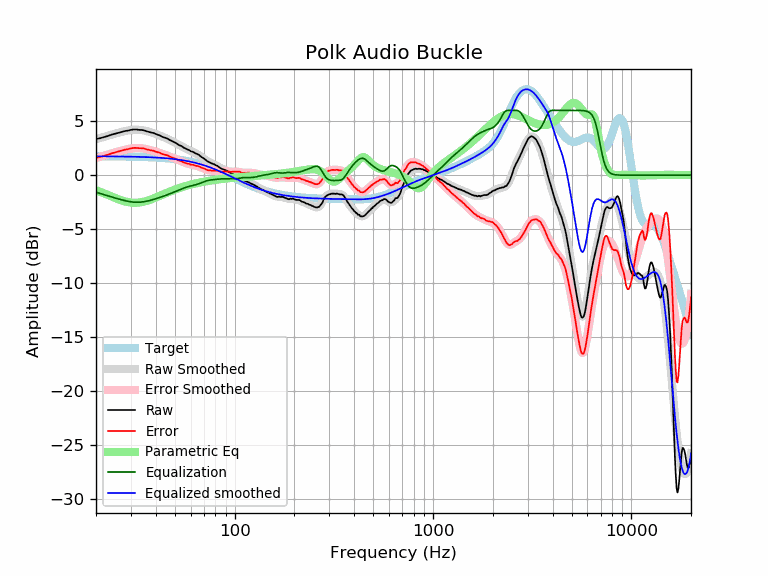 Polk Audio Buckle
5
0
−5
−10
−15
−20
−25
−30
Amplitude (dBr)
Target
Raw Smoothed
Error Smoothed
Raw
Error
Parametric Eq
Equalization
Equalized smoothed
100 1000 10000
Frequency (Hz)